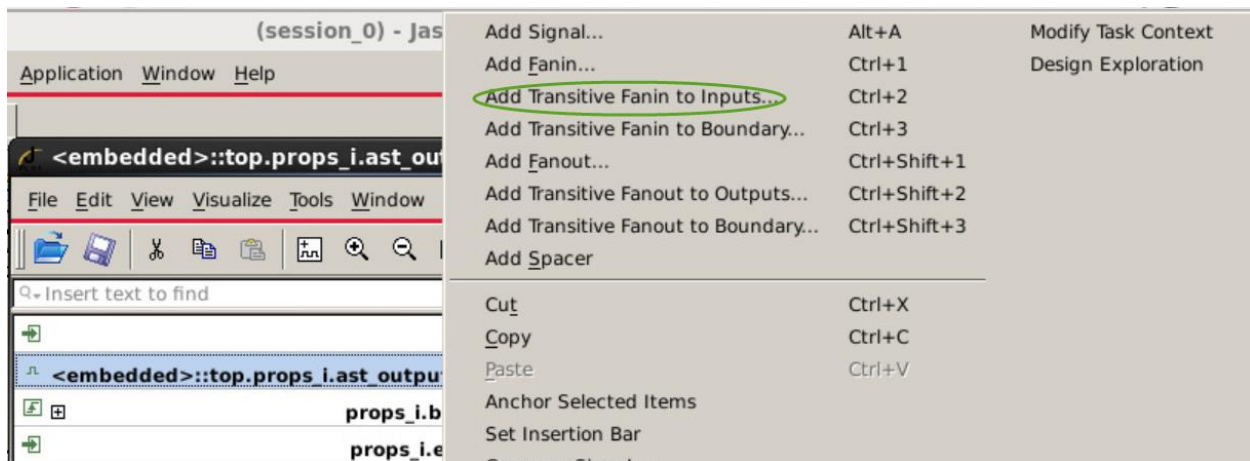 (session_0) - Jas
Application Window Help
<embedded>::top.props_i.ast_ou
File Edit View Visualize Tools Window
Insert text to find
<embedded>::top.props_i.ast_outpu
props_i.b
props_i.e
Add Signal... Alt+A
Add Fanin... Ctrl+1
Add Transitive Fanin to Inputs... Ctrl+2
Add Transitive Fanin to Boundary... Ctrl+3
Add Fanout... Ctrl+Shift+1
Add Transitive Fanout to Outputs... Ctrl+Shift+2
Add Transitive Fanout to Boundary... Ctrl+Shift+3
Add Spacer
Cut Ctrl+X
Copy Ctrl+C
Paste Ctrl+V
Anchor Selected Items
Set Insertion Bar
Modify Task Context
Design Exploration